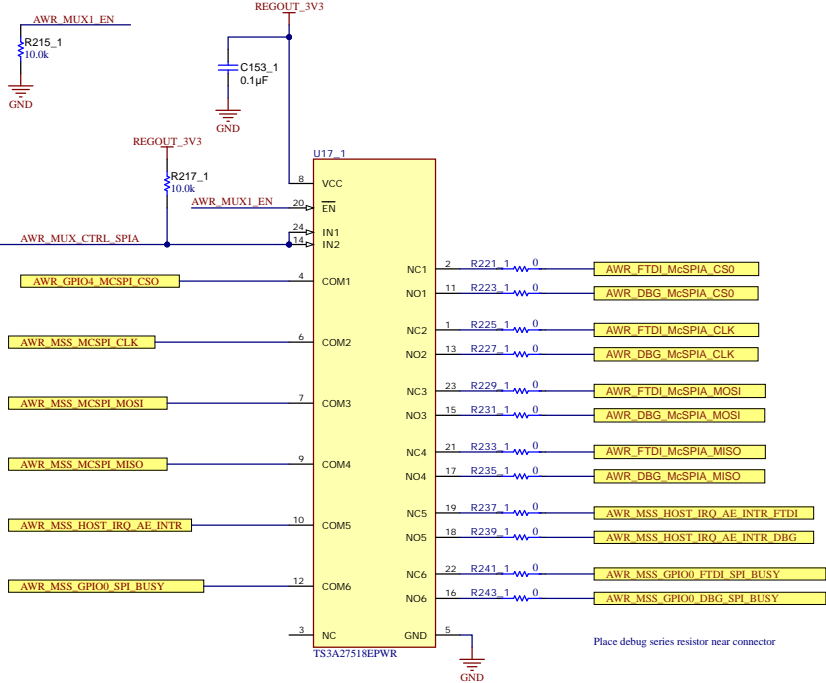 REGOUT_3V3
AWR_MUX1_EN
R215_1
10.0k
GND
C153_1
0.1µF
GND
REGOUT_3V3
R217_1
10.0k
U17_1
8 VCC
AWR_MUX1_EN 20 EN
24 IN1
AWR_MUX_CTRL_SPIA 14 IN2
NC1 2 R221_1 0 AWR_FTDI_McSPIA_CS0
AWR_GPIO4_MCSPI_CSO 4 COM1
NO1 11 R223_1 0 AWR_DBG_McSPIA_CS0
NC2 1 R225_1 0 AWR_FTDI_McSPIA_CLK
AWR_MSS_MCSPI_CLK 6 COM2
NO2 13 R227_1 0 AWR_DBG_McSPIA_CLK
NC3 23 R229_1 0 AWR_FTDI_McSPIA_MOSI
AWR_MSS_MCSPI_MOSI 7 COM3
NO3 15 R231_1 0 AWR_DBG_McSPIA_MOSI
NC4 21 R233_1 0 AWR_FTDI_McSPIA_MISO
AWR_MSS_MCSPI_MISO 9 COM4
NO4 17 R235_1 0 AWR_DBG_McSPIA_MISO
NC5 19 R237_1 0 AWR_MSS_HOST_IRQ_AE_INTR_FTDI
AWR_MSS_HOST_IRQ_AE_INTR 10 COM5
NO5 18 R239_1 0 AWR_MSS_HOST_IRQ_AE_INTR_DBG
NC6 22 R241_1 0 AWR_MSS_GPIO0_FTDI_SPI_BUSY
AWR_MSS_GPIO0_SPI_BUSY 12 COM6
NO6 16 R243_1 0 AWR_MSS_GPIO0_DBG_SPI_BUSY
3 NC GND 5
TS3A27518EPWR
Place debug series resistor near connector
GND